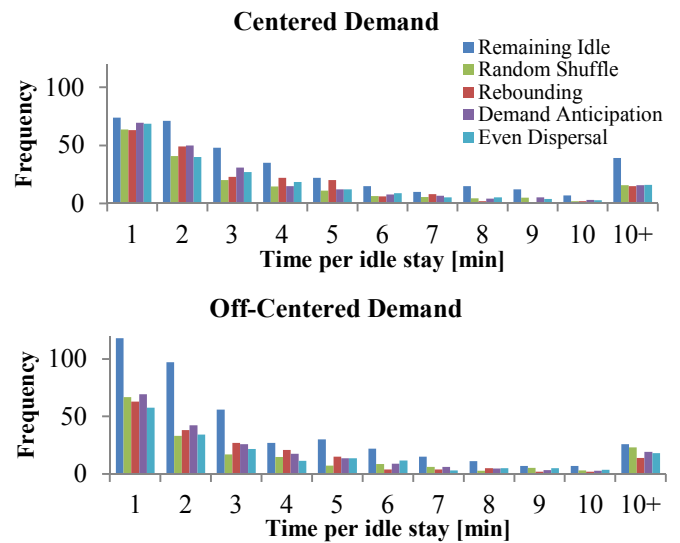 Centered Demand
Remaining Idle
Random Shuffle
Rebounding
Demand Anticipation
Even Dispersal
Frequency
100
50
0
1 2 3 4 5 6 7 8 9 10 10+
Time per idle stay [min]
Off-Centered Demand
Frequency
100
50
0
1 2 3 4 5 6 7 8 9 10 10+
Time per idle stay [min]